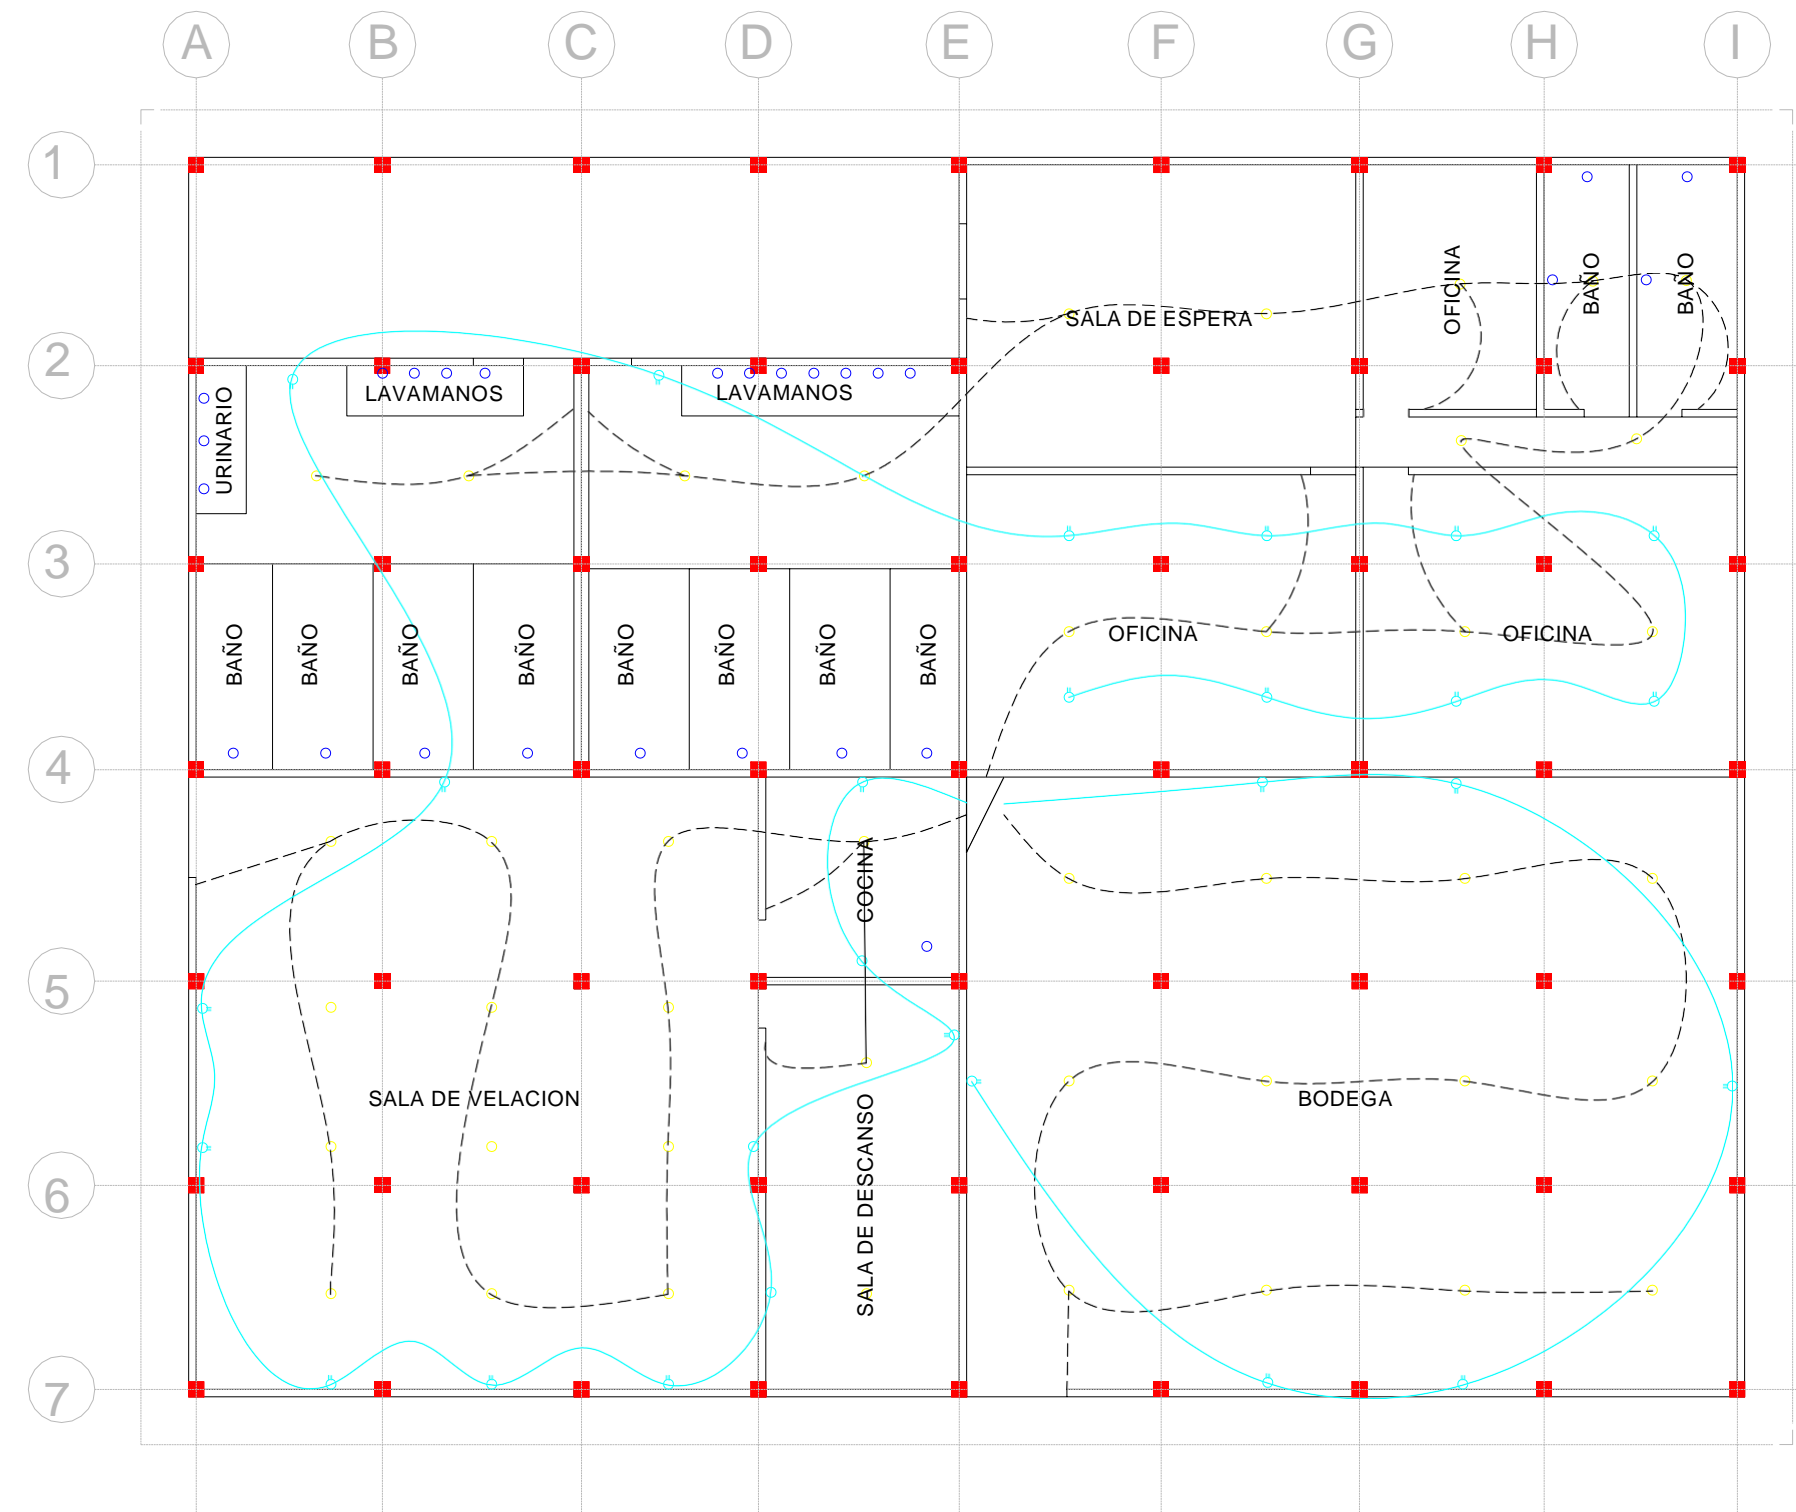 A B C D E F G H I
1
OFICINA
BAÑO
BAÑO
SALA DE ESPERA
2
LAVAMANOS
LAVAMANOS
URINARIO
3
BAÑO
BAÑO
BAÑO
BAÑO
BAÑO
BAÑO
BAÑO
BAÑO
OFICINA
OFICINA
4
COCINA
5
SALA DE VELACION
BODEGA
SALA DE DESCANSO
6
7